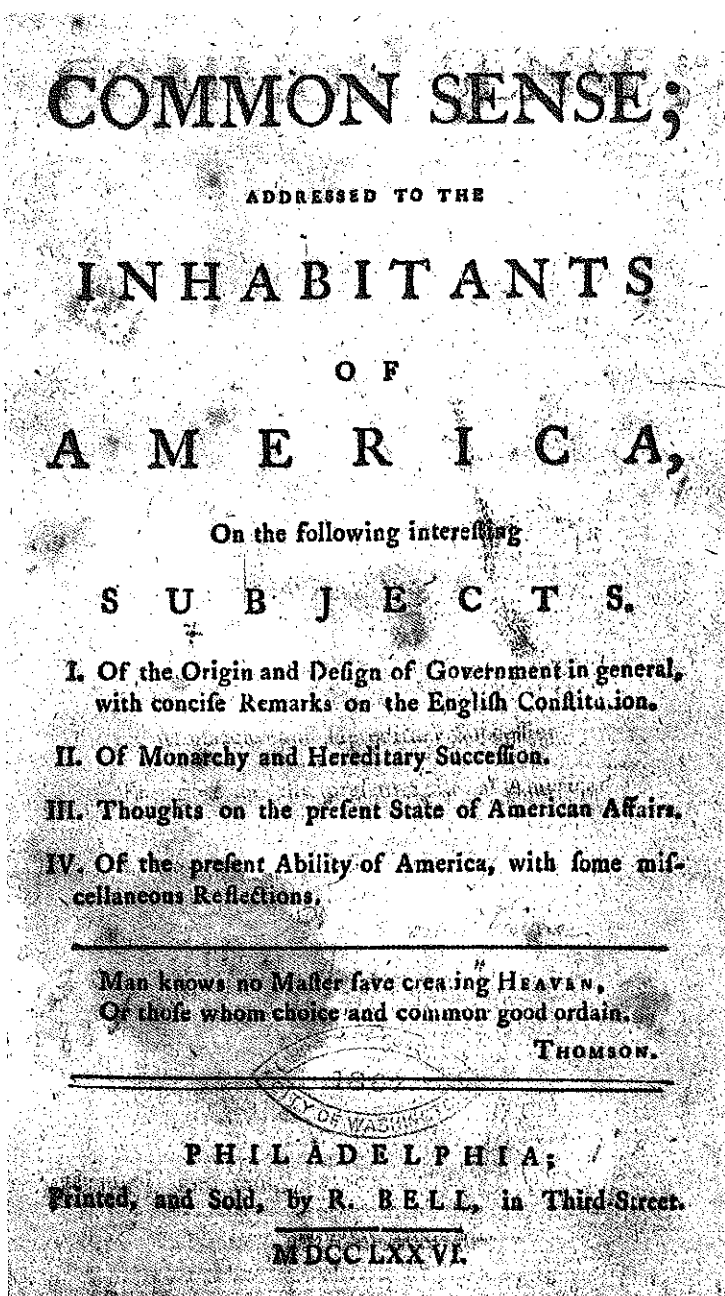 COMMON SENSE;
ADDRESSED TO THE
INHABITANTS
OF
AMERICA,
On the following intereſting
SUBJECTS.
I. Of the Origin and Deſign of Government in general,
with conciſe Remarks on the Engliſh Conſtitution.
II. Of Monarchy and Hereditary Succeſſion.
III. Thoughts on the preſent State of American Affairs.
IV. Of the preſent Ability of America, with ſome miſ-
cellaneous Reflections.
Man knows no Maſter ſave creating HEAVEN,
Or thoſe whom choice and common good ordain.
THOMSON.
CITY OF WASHINGTON
PHILADELPHIA;
Printed, and Sold, by R. BELL, in Third-Street.
MDCCLXXVI.